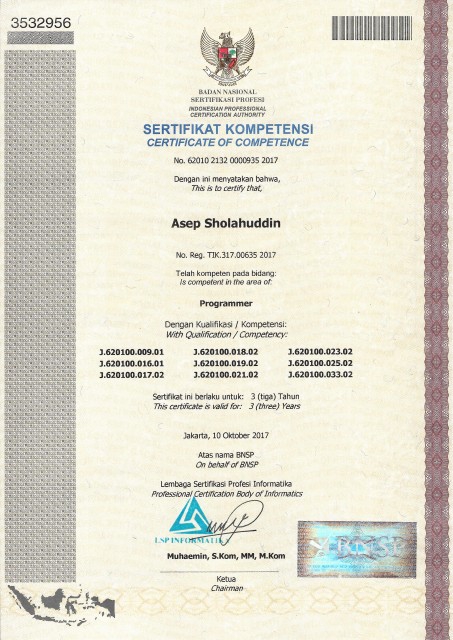 3532956
BADAN NASIONAL
SERTIFIKASI PROFESI
INDONESIAN PROFESSIONAL
CERTIFICATION AUTHORITY
SERTIFIKAT KOMPETENSI
CERTIFICATE OF COMPETENCE
No. 62010 2132 0000935 2017
Dengan ini menyatakan bahwa,
This is to certify that,
Asep Sholahuddin
No. Reg. TIK.317.00635 2017
Telah kompeten pada bidang:
Is competent in the area of:
Programmer
Dengan Kualifikasi / Kompetensi:
With Qualification / Competency:
J.620100.009.01 J.620100.018.02 J.620100.023.02
J.620100.016.01 J.620100.019.02 J.620100.025.02
J.620100.017.02 J.620100.021.02 J.620100.033.02
Sertifikat ini berlaku untuk: 3 (tiga) Tahun
This certificate is valid for: 3 (three) Years
Jakarta, 10 Oktober 2017
Atas nama BNSP
On behalf of BNSP
Lembaga Sertifikasi Profesi Informatika
Professional Certification Body of Informatics
LSP INFORMATIKA
Muhaemin, S.Kom, MM, M.Kom
Ketua
Chairman
BNSP